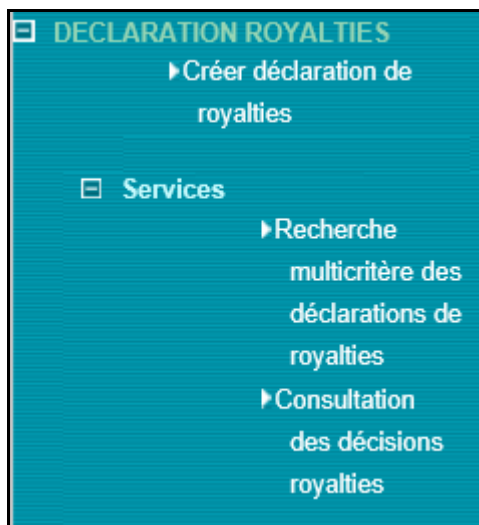 DECLARATION ROYALTIES
Créer déclaration de
royalties
Services
Recherche
multicritère des
déclarations de
royalties
Consultation
des décisions
royalties